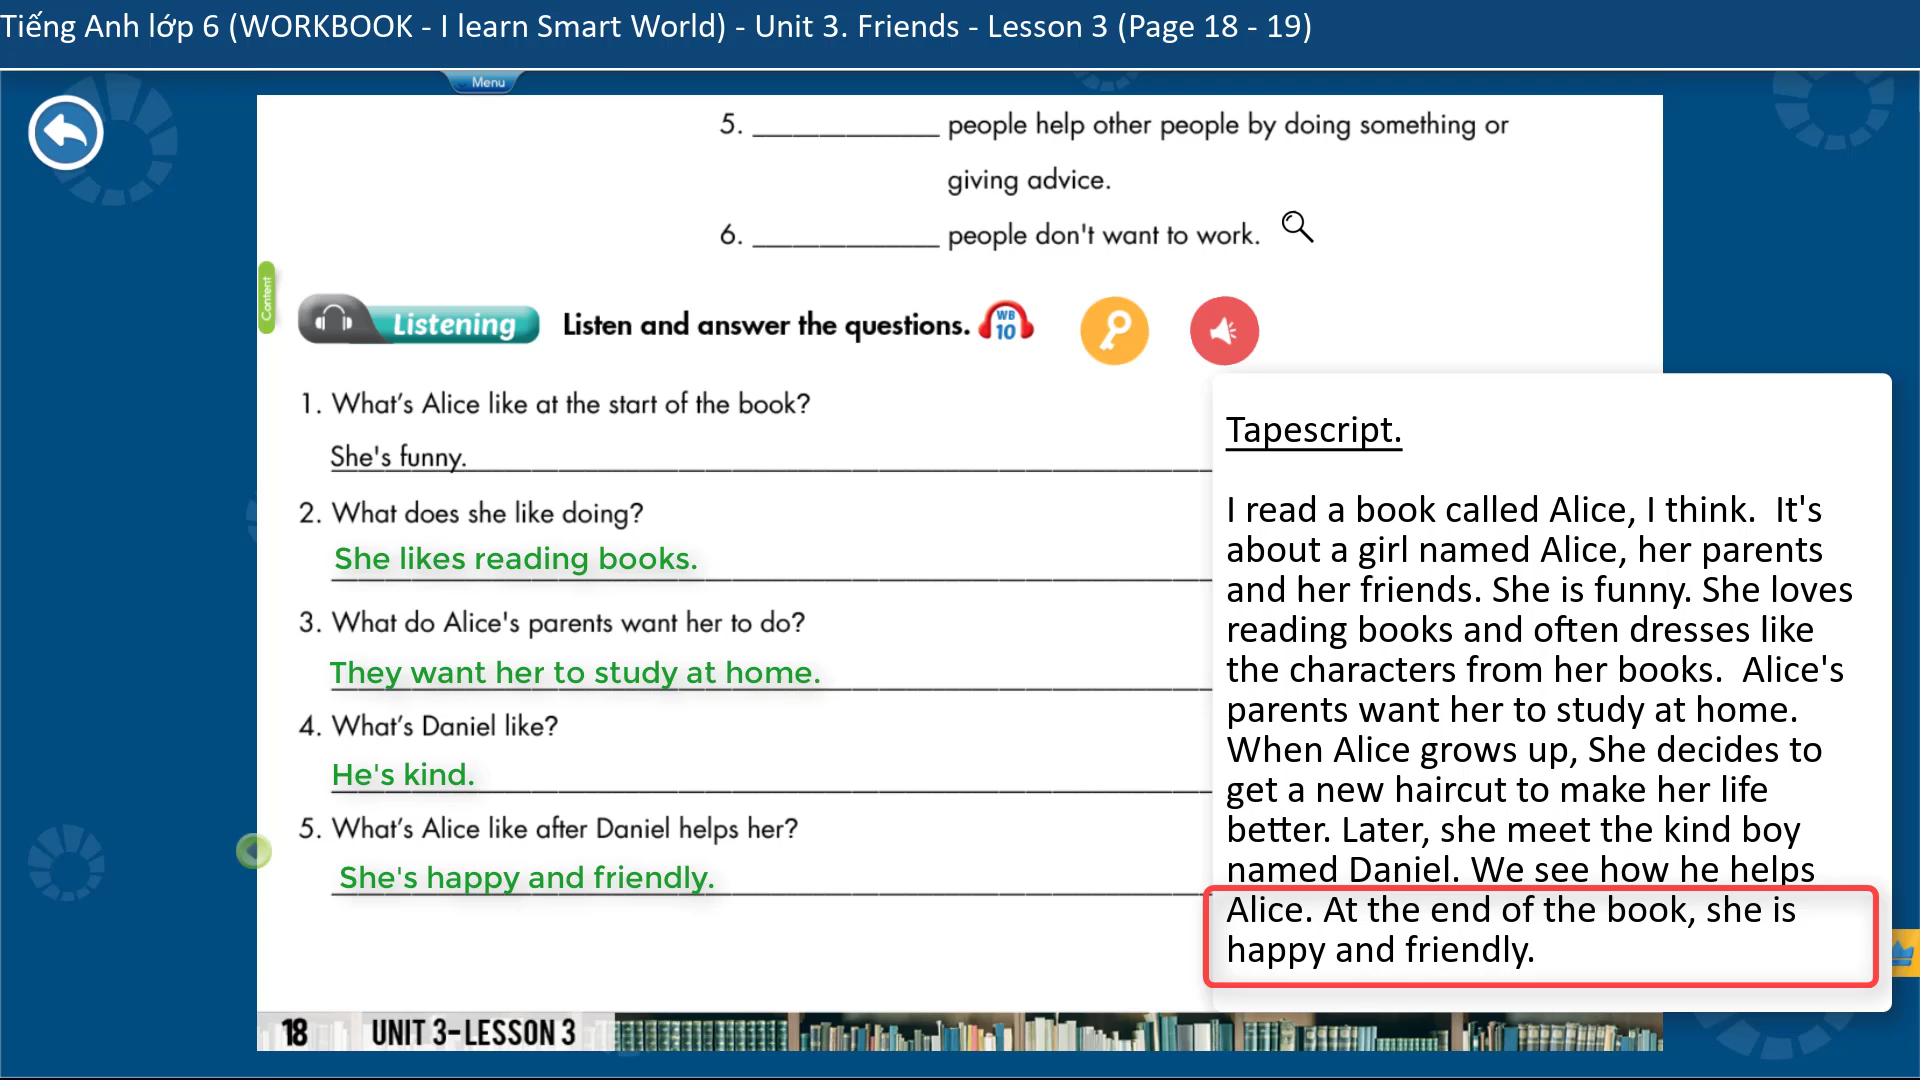 Tiếng Anh lớp 6 (WORKBOOK - I learn Smart World) - Unit 3. Friends - Lesson 3 (Page 18 - 19)
Menu
5. ______________ people help other people by doing something or
giving advice.
6. ______________ people don't want to work.
Content
Listening
Listen and answer the questions.
WB
10
1. What's Alice like at the start of the book?
She's funny.
2. What does she like doing?
She likes reading books.
3. What do Alice's parents want her to do?
They want her to study at home.
4. What's Daniel like?
He's kind.
5. What's Alice like after Daniel helps her?
She's happy and friendly.
Tapescript.
I read a book called Alice, I think.  It's
about a girl named Alice, her parents
and her friends. She is funny. She loves
reading books and often dresses like
the characters from her books.  Alice's
parents want her to study at home.
When Alice grows up, She decides to
get a new haircut to make her life
better. Later, she meet the kind boy
named Daniel. We see how he helps
Alice. At the end of the book, she is
happy and friendly.
18
UNIT 3-LESSON 3